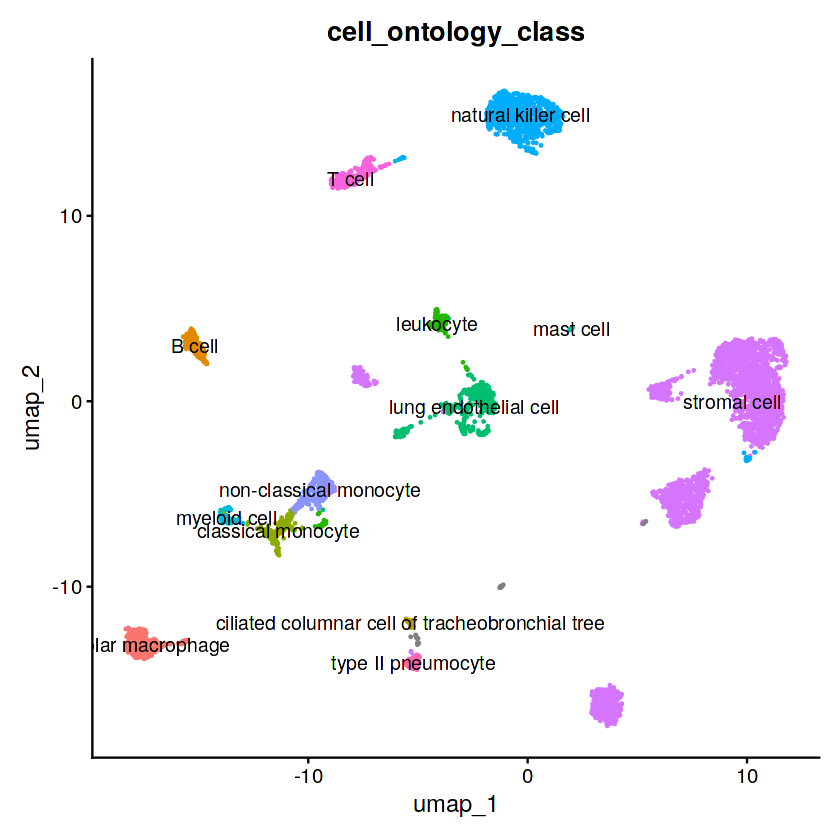 cell_ontology_class
natural killer cell
T cell
10
leukocyte
mast cell
B cell
umap_2
0
lung endothelial cell
stromal cell
non-classical monocyte
myeloid cell
classical monocyte
-10
ciliated columnar cell of tracheobronchial tree
lar macrophage
type II pneumocyte
-10
0
10
umap_1